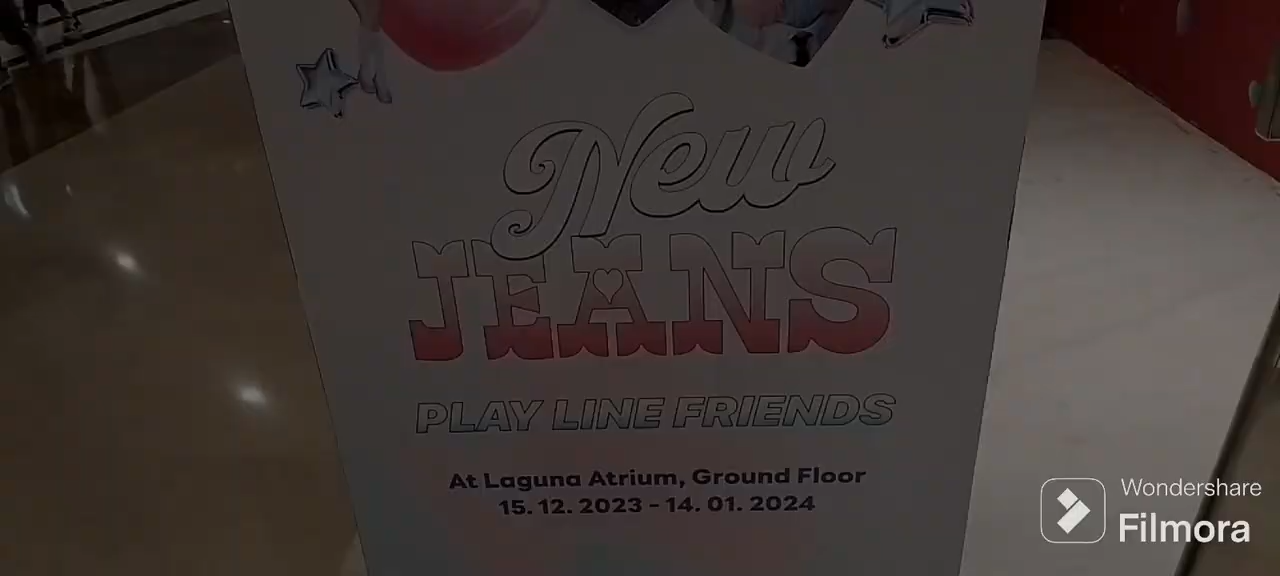 New
JEANS
PLAY LINE FRIENDS
At Laguna Atrium, Ground Floor
15. 12. 2023 - 14. 01. 2024
Wondershare
Filmora